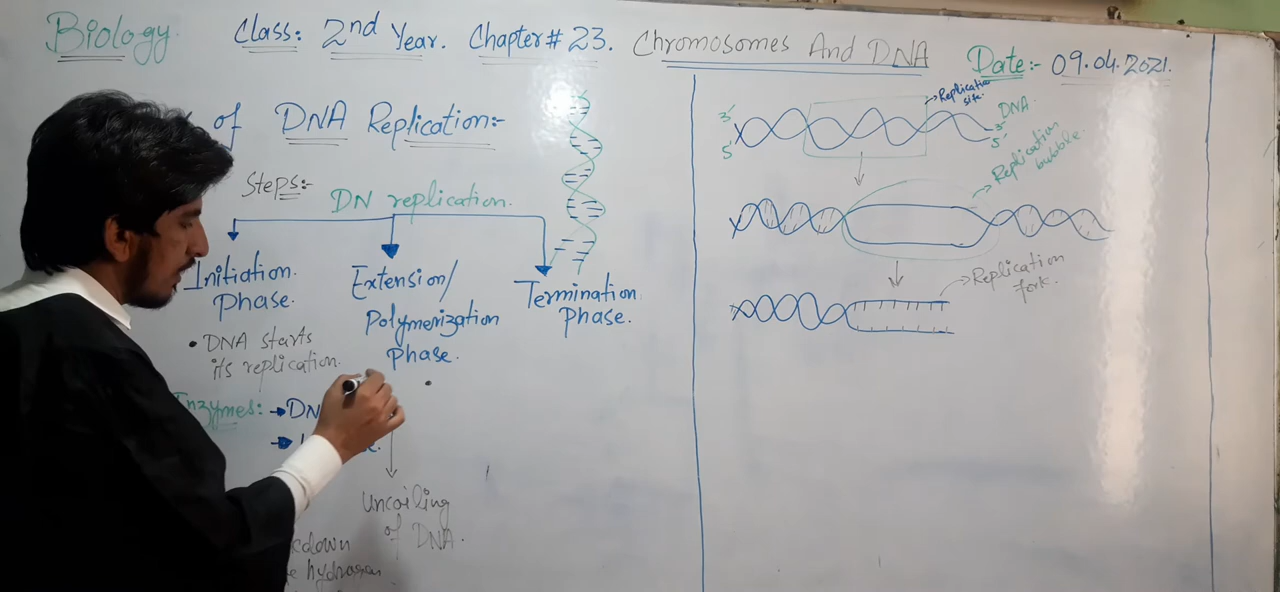 Biology. Class: 2nd Year. Chapter # 23. Chromosomes And DNA
Date:- 09.04.2021.
of DNA Replication:-
Steps:-
DN replication.
Initiation
Phase.
Extension/
Polymerization
Phase.
Termination
Phase.
• DNA starts
its replication.
Enzymes: → DN
Uncoiling
of DNA.
kdown
hydrogen
Replication
site.
3′
5′
DNA
3′
5′
Replication
bubble.
Replication
fork.